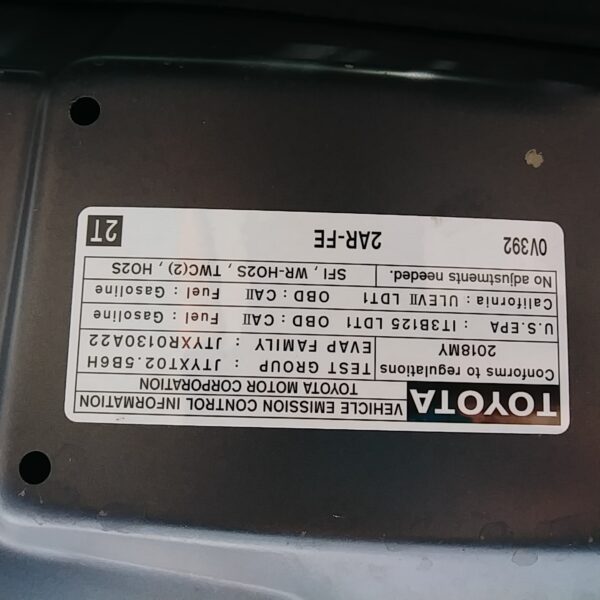 TOYOTA
VEHICLE EMISSION CONTROL INFORMATION
TOYOTA MOTOR CORPORATION
Conforms to regulations
2018MY
TEST GROUP : JTYXT02.5B6H
EVAP FAMILY : JTYXR0130A22
U.S.EPA : IT3B125 LDT1 OBD : CAII Fuel : Gasoline
California : ULEVII LDT1 OBD : CAII Fuel : Gasoline
No adjustments needed. SFI , WR-HO2S , TWC(2) , HO2S
0V392 2AR-FE 2T